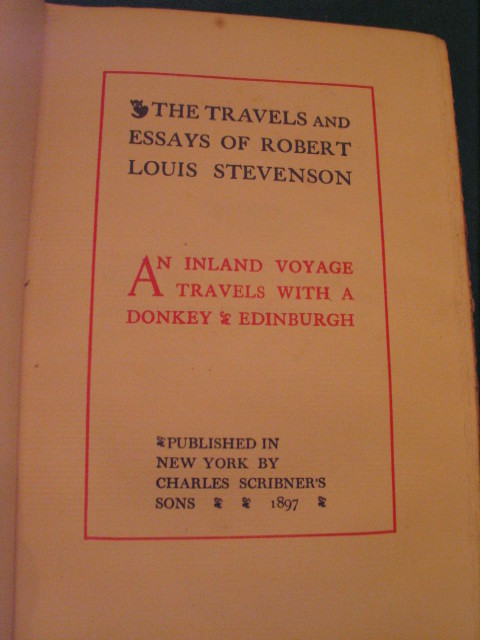 THE TRAVELS AND
ESSAYS OF ROBERT
LOUIS STEVENSON
AN INLAND VOYAGE
TRAVELS WITH A
DONKEY EDINBURGH
PUBLISHED IN
NEW YORK BY
CHARLES SCRIBNER'S
SONS 1897